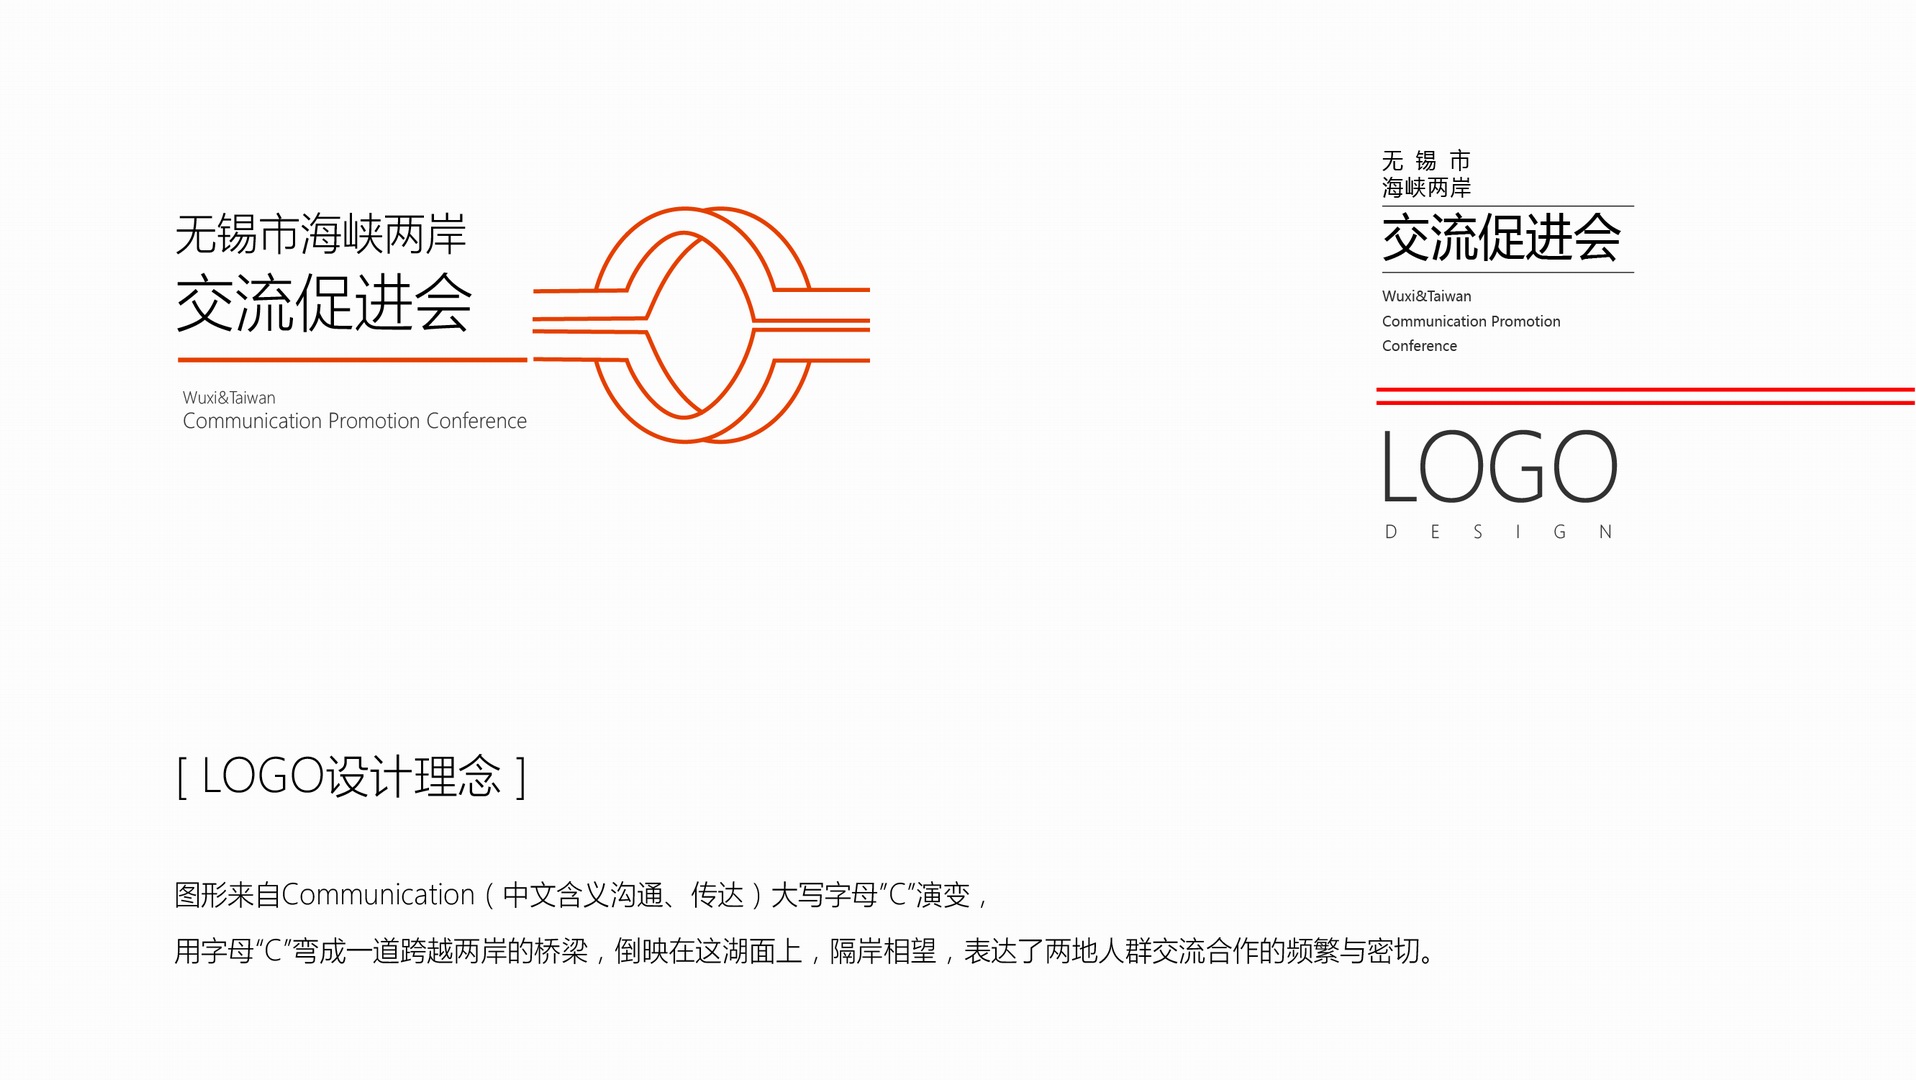 无锡市海峡两岸
交流促进会
Wuxi&Taiwan
Communication Promotion Conference
无锡市
海峡两岸
交流促进会
Wuxi&Taiwan
Communication Promotion
Conference
LOGO
DESIGN
[ LOGO设计理念 ]
图形来自Communication（中文含义沟通、传达）大写字母”C”演变，
用字母“C”弯成一道跨越两岸的桥梁，倒映在这湖面上，隔岸相望，表达了两地人群交流合作的频繁与密切。